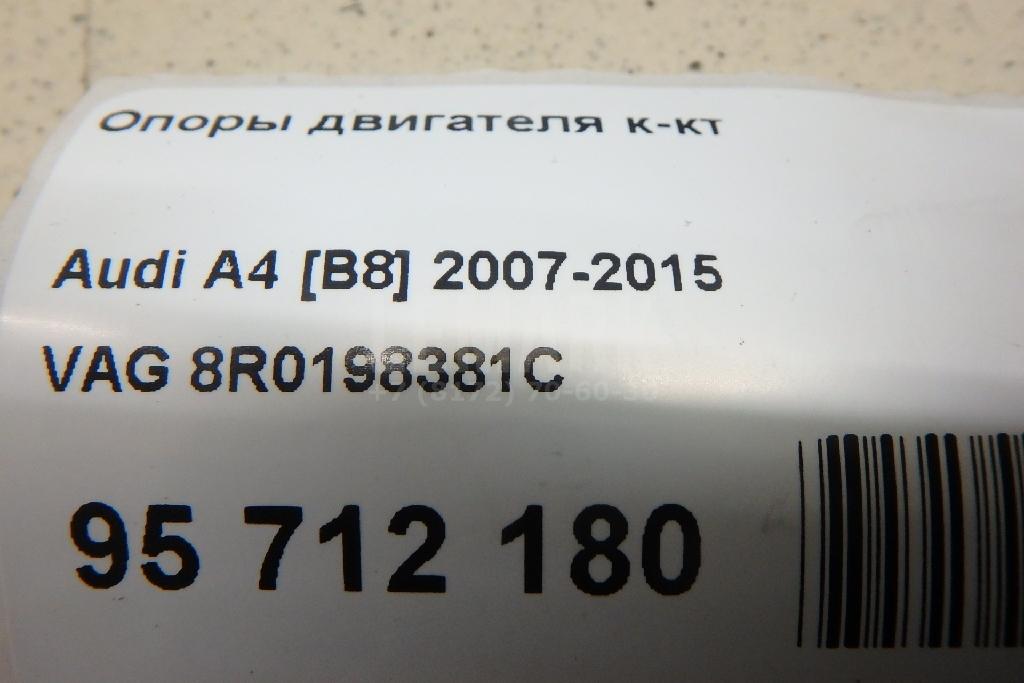 Опоры двигателя к-кт
Audi A4 [B8] 2007-2015
VAG 8R0198381C
95 712 180